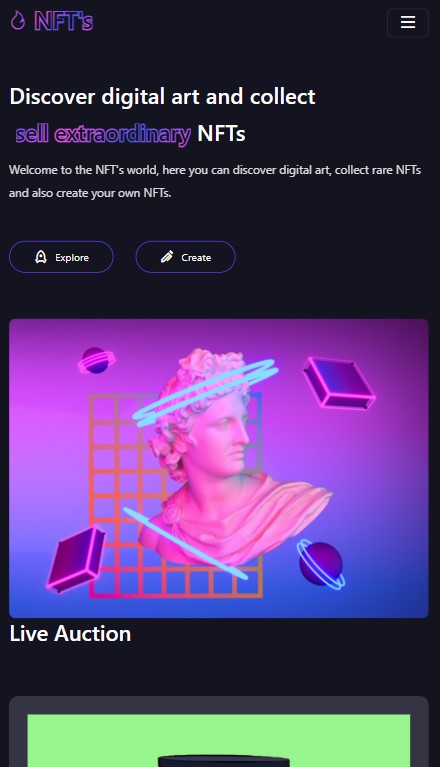 NFT's
Discover digital art and collect
sell extraordinary NFTs
Welcome to the NFT's world, here you can discover digital art, collect rare NFTs
and also create your own NFTs.
Explore
Create
Live Auction